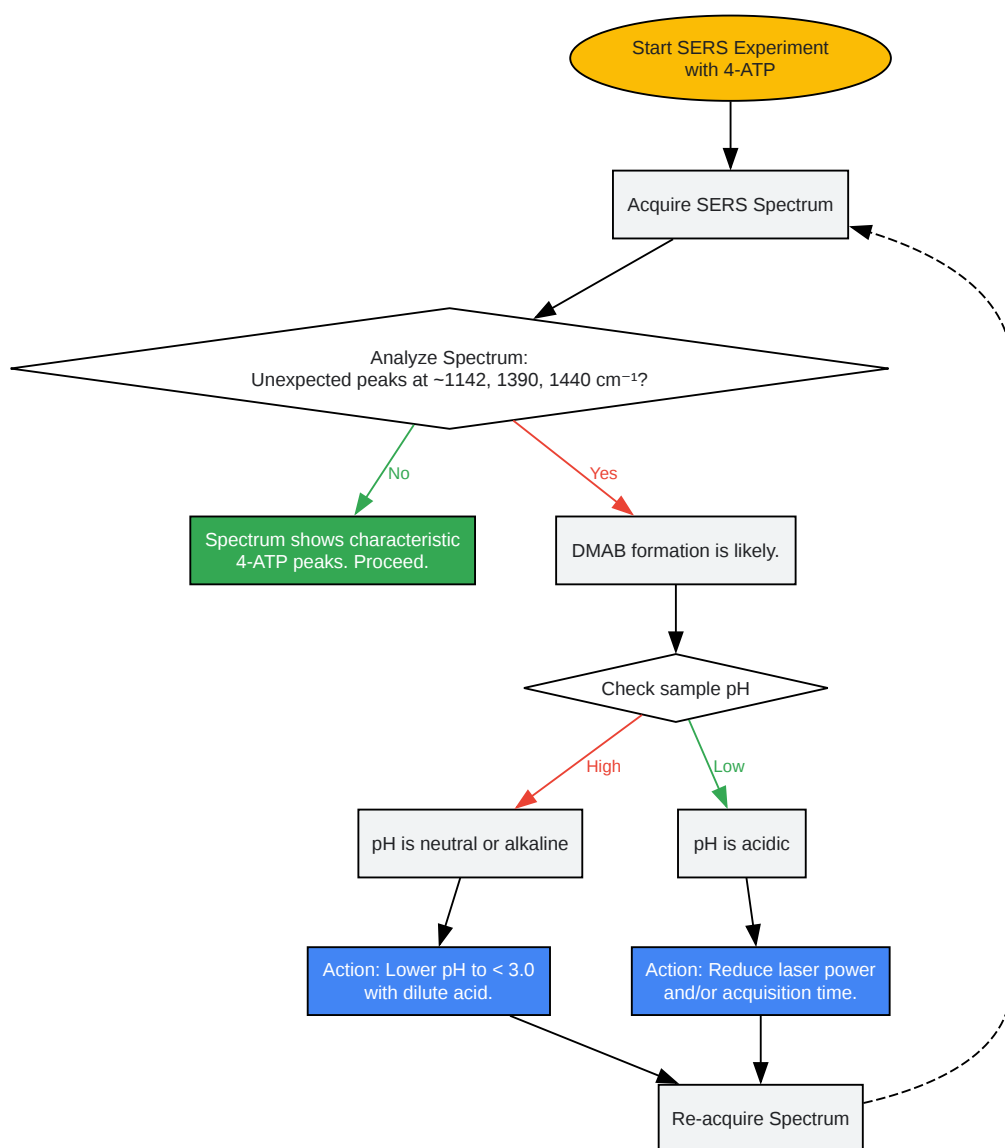 Start SERS Experiment
with 4-ATP
Acquire SERS Spectrum
Analyze Spectrum:
Unexpected peaks at ~1142, 1390, 1440 cm⁻¹?
No
Yes
Spectrum shows characteristic
4-ATP peaks. Proceed.
DMAB formation is likely.
Check sample pH
High
Low
pH is neutral or alkaline
pH is acidic
Action: Lower pH to < 3.0
with dilute acid.
Action: Reduce laser power
and/or acquisition time.
Re-acquire Spectrum